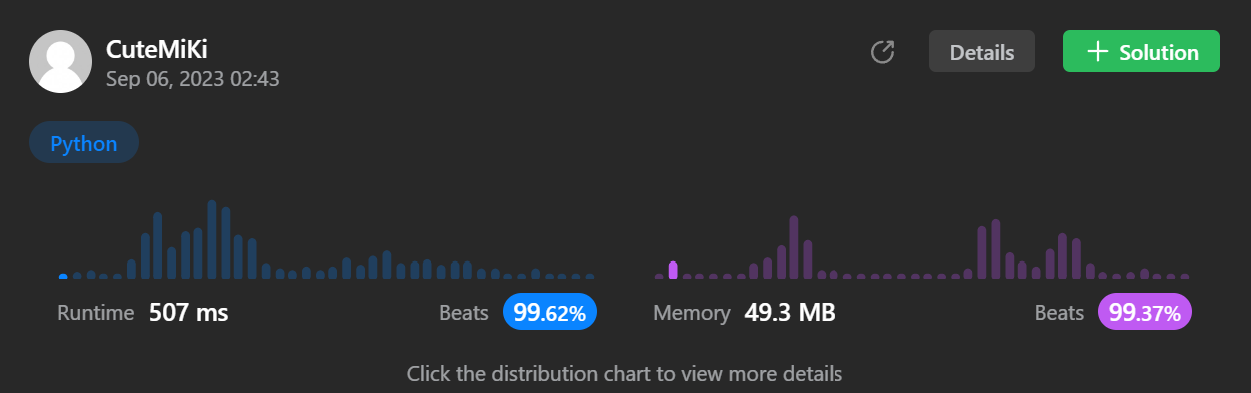 CuteMiKi
Sep 06, 2023 02:43
Details
Solution
Python
Runtime 507 ms Beats 99.62%
Memory 49.3 MB Beats 99.37%
Click the distribution chart to view more details